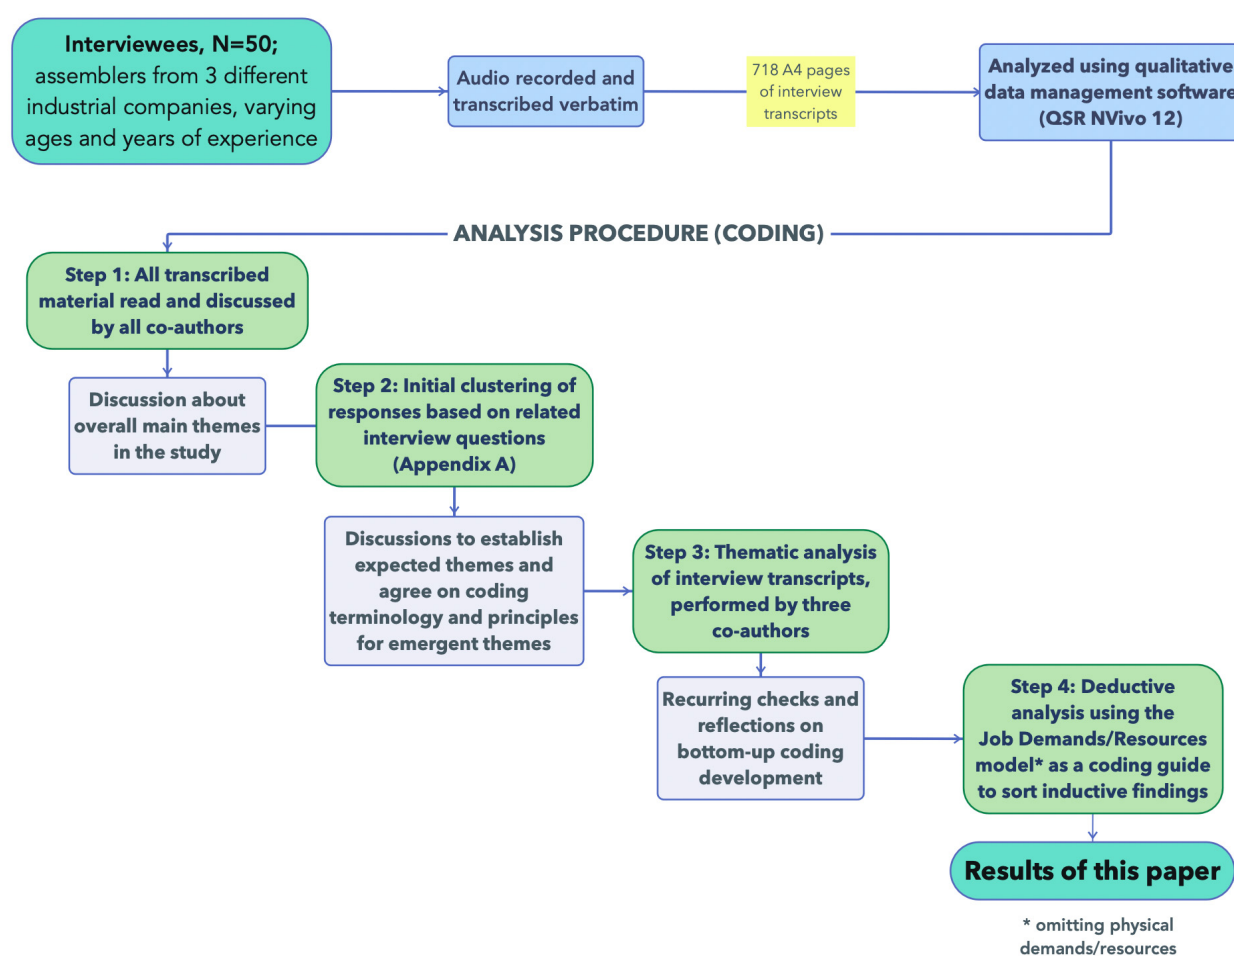 Interviewees, N=50;
assemblers from 3 different
industrial companies, varying
ages and years of experience
Audio recorded and
transcribed verbatim
718 A4 pages
of interview
transcripts
Analyzed using qualitative
data management software
(QSR NVivo 12)
ANALYSIS PROCEDURE (CODING)
Step 1: All transcribed
material read and discussed
by all co-authors
Discussion about
overall main themes
in the study
Step 2: Initial clustering of
responses based on related
interview questions
(Appendix A)
Discussions to establish
expected themes and
agree on coding
terminology and principles
for emergent themes
Step 3: Thematic analysis
of interview transcripts,
performed by three
co-authors
Recurring checks and
reflections on
bottom-up coding
development
Step 4: Deductive
analysis using the
Job Demands/Resources
model* as a coding guide
to sort inductive findings
Results of this paper
* omitting physical
demands/resources